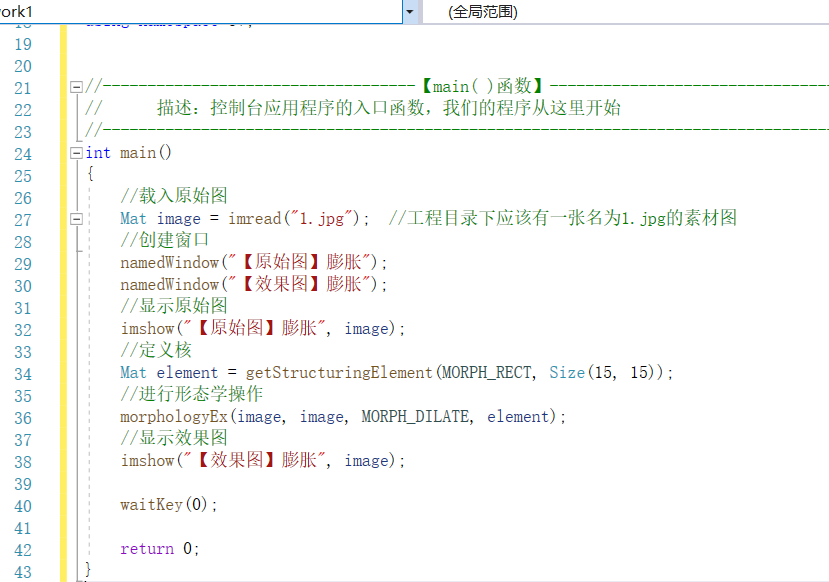 ork1 (全局范围)
19
20
21 //-----------------------------------【main( )函数】--------------------------------
22 //      描述：控制台应用程序的入口函数，我们的程序从这里开始
23 //----------------------------------------------------------------------------------
24 int main()
25 {
26     //载入原始图
27     Mat image = imread("1.jpg");  //工程目录下应该有一张名为1.jpg的素材图
28     //创建窗口
29     namedWindow("【原始图】膨胀");
30     namedWindow("【效果图】膨胀");
31     //显示原始图
32     imshow("【原始图】膨胀", image);
33     //定义核
34     Mat element = getStructuringElement(MORPH_RECT, Size(15, 15));
35     //进行形态学操作
36     morphologyEx(image, image, MORPH_DILATE, element);
37     //显示效果图
38     imshow("【效果图】膨胀", image);
39
40     waitKey(0);
41
42     return 0;
43 }